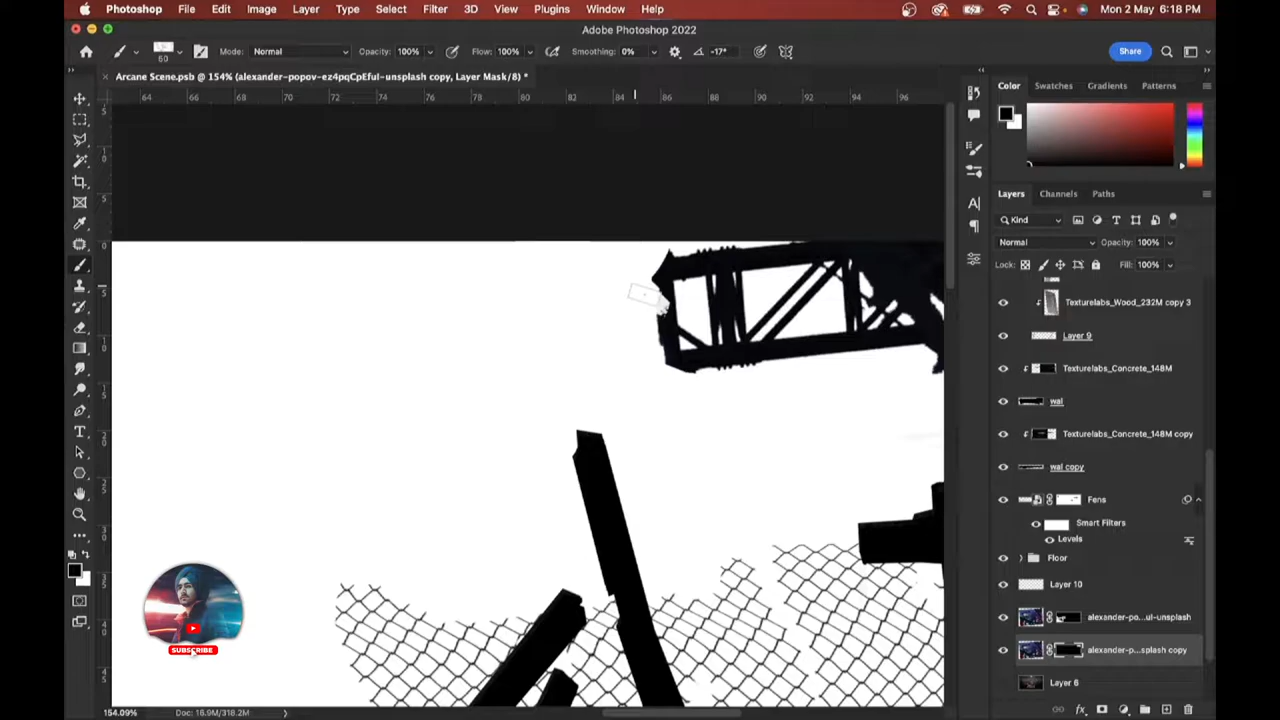 Photoshop File Edit Image Layer Type Select Filter 3D View Plugins Window Help Mon 2 May 6:18 PM
Adobe Photoshop 2022
50 Mode: Normal Opacity: 100% Flow: 100% Smoothing: 0% -17° Share
Arcane Scene.psb @ 154% (alexander-popov-ez4pqCpEfuI-unsplash copy, Layer Mask/8) *
Color Swatches Gradients Patterns
64 66 68 70 72 74 76 78 80 82 84 86 88 90 92 94 96
Layers Channels Paths
Kind
Normal Opacity: 100%
Lock: Fill: 100%
Texturelabs_Wood_232M copy 3
Layer 9
Texturelabs_Concrete_148M
wal
Texturelabs_Concrete_148M copy
wal copy
Fens
Smart Filters
Levels
Floor
Layer 10
alexander-po...ul-unsplash
alexander-p...splash copy
Layer 6
SUBSCRIBE
154.09% Doc: 16.9M/318.2M